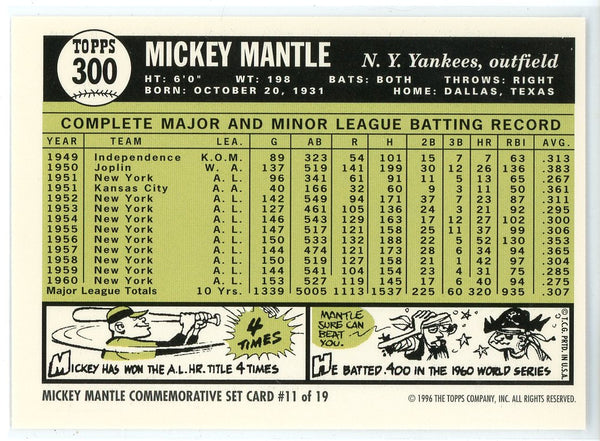 TOPPS
300
MICKEY MANTLE
N. Y. Yankees, outfield
HT: 6'0" WT: 198 BATS: BOTH THROWS: RIGHT
BORN: OCTOBER 20, 1931 HOME: DALLAS, TEXAS
COMPLETE MAJOR AND MINOR LEAGUE BATTING RECORD
YEAR TEAM LEA. G AB R H 2B 3B HR RBI AVG.
1949 Independence K.O.M. 89 323 54 101 15 7 7 63 .313
1950 Joplin W. A. 137 519 141 199 30 12 26 136 .383
1951 New York A. L. 96 341 61 91 11 5 13 65 .267
1951 Kansas City A. A. 40 166 32 60 9 3 11 50 .361
1952 New York A. L. 142 549 94 171 37 7 23 87 .311
1953 New York A. L. 127 461 105 136 24 3 21 92 .295
1954 New York A. L. 146 543 129 163 17 12 27 102 .300
1955 New York A. L. 147 517 121 158 25 11 37 99 .306
1956 New York A. L. 150 533 132 188 22 5 52 130 .353
1957 New York A. L. 144 474 121 173 28 6 34 94 .365
1958 New York A. L. 150 519 127 158 21 1 42 97 .304
1959 New York A. L. 144 541 104 154 23 4 31 75 .285
1960 New York A. L. 153 527 119 145 17 6 40 94 .275
Major League Totals 10 Yrs. 1339 5005 1113 1537 225 60 320 935 .307
4
TIMES
MICKEY HAS WON THE A.L. HR. TITLE 4 TIMES
MANTLE
SURE CAN
BEAT
YOU!
HE BATTED .400 IN THE 1960 WORLD SERIES
© T.C.G. PRTD. IN U.S.A.
MICKEY MANTLE COMMEMORATIVE SET CARD #11 of 19
© 1996 THE TOPPS COMPANY, INC. ALL RIGHTS RESERVED.